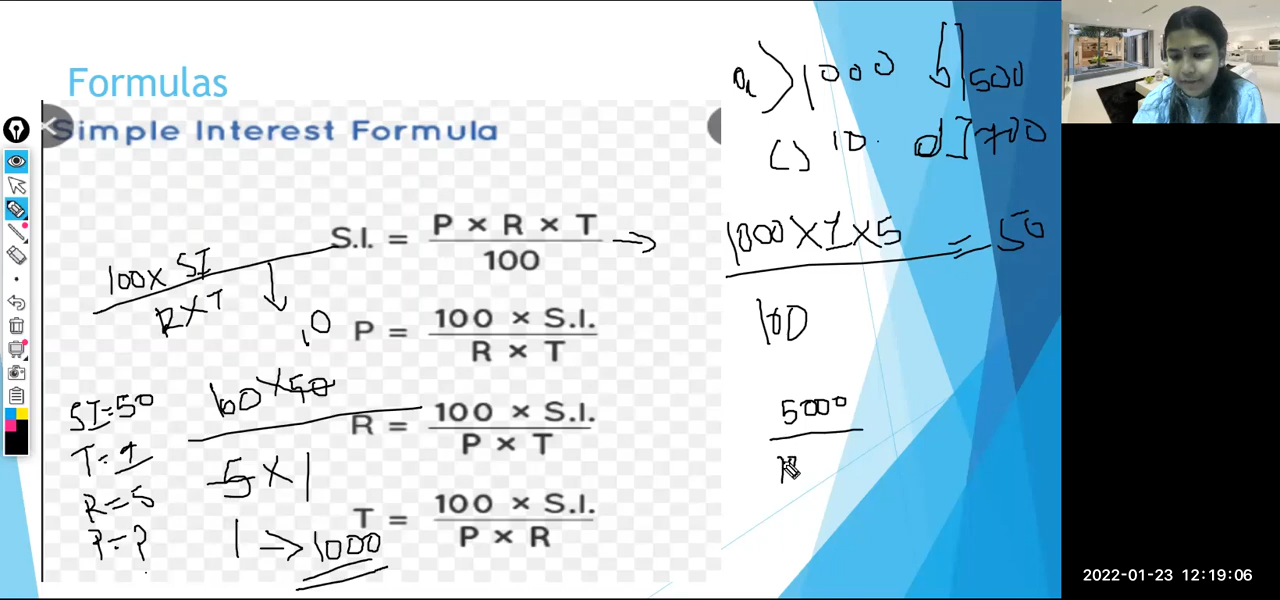 Formulas
Simple Interest Formula
S.I. = P × R × T
100
P = 100 × S.I.
R × T
R = 100 × S.I.
P × T
T = 100 × S.I.
P × R
100 × SI
R × T
10
100 × 50
5 × 1
1 → 1000
SI = 50
T = 1
R = 5
P = ?
a) 1000 b] 500
c) 10. d] 700
1000 × 1 × 5 = 50
100
5000
2022-01-23 12:19:06